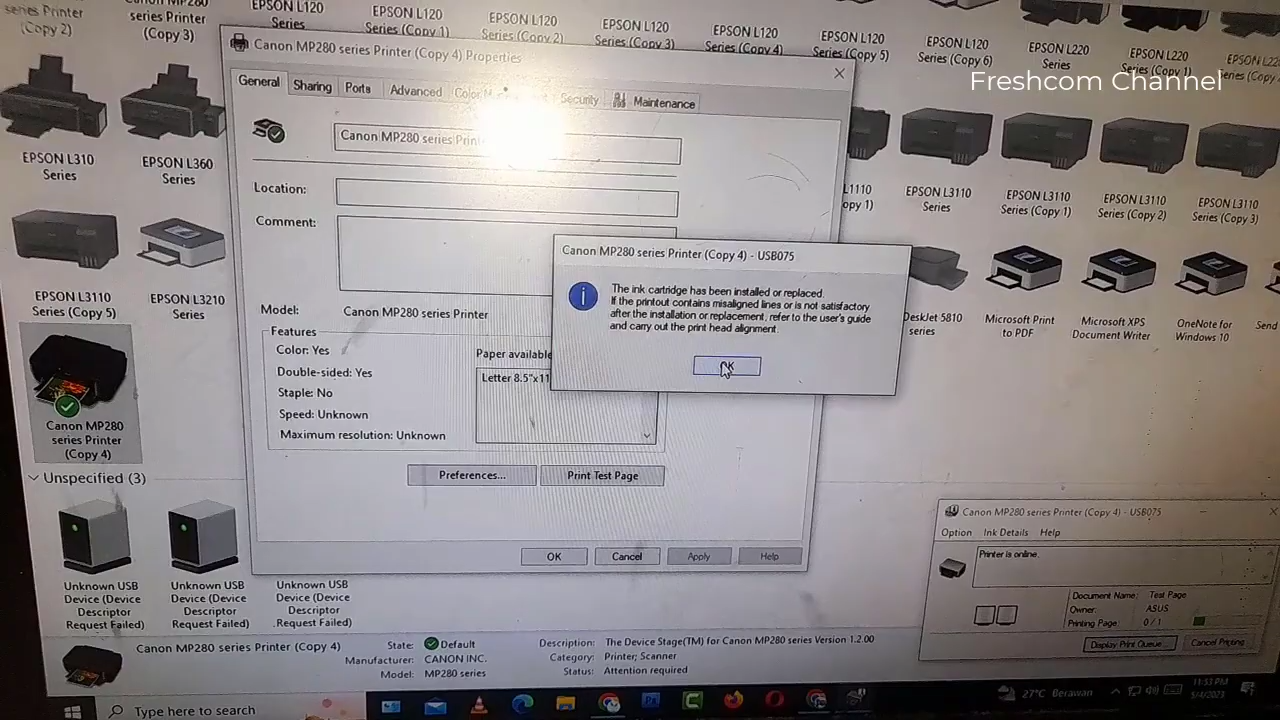 series Printer
(Copy 2)
series Printer
(Copy 3)
EPSON L120
Series
EPSON L120
Series (Copy 1)
EPSON L120
Series (Copy 2)
EPSON L120
Series (Copy 3)
EPSON L120
Series (Copy 4)
EPSON L120
Series (Copy 5)
EPSON L120
Series (Copy 6)
EPSON L220
Series
EPSON L220
Series (Copy 1)
Freshcom Channel
Canon MP280 series Printer (Copy 4) Properties
General
Sharing
Ports
Advanced
Security
Maintenance
EPSON L310
Series
EPSON L360
Series
Canon MP280 series
Location:
Comment:
L1110
EPSON L3110
Series
EPSON L3110
Series (Copy 1)
EPSON L3110
Series (Copy 2)
EPSON L3110
Series (Copy 3)
EPSON L3110
Series (Copy 5)
EPSON L3210
Series
Canon MP280 series Printer (Copy 4) - USB075
The ink cartridge has been installed or replaced.
If the printout contains misaligned lines or is not satisfactory
after the installation or replacement, refer to the user's guide
and carry out the print head alignment.
OK
DeskJet 5810
series
Microsoft Print
to PDF
Microsoft XPS
Document Writer
OneNote for
Windows 10
Send
Model:
Canon MP280 series Printer
Features
Color: Yes
Double-sided: Yes
Staple: No
Speed: Unknown
Maximum resolution: Unknown
Paper available
Letter 8.5"x11
Canon MP280
series Printer
(Copy 4)
Preferences...
Print Test Page
OK
Cancel
Apply
Help
Unspecified (3)
Unknown USB
Device (Device
Descriptor
Request Failed)
Unknown USB
Device (Device
Descriptor
Request Failed)
Unknown USB
Device (Device
Descriptor
Request Failed)
Canon MP280 series Printer (Copy 4) - USB075
Option
Ink Details
Help
Printer is online.
Document Name: Test Page
Owner: ASUS
Printing Page: 0 / 1
Display Print Queue...
Cancel Printing
Canon MP280 series Printer (Copy 4)
State: Default
Manufacturer: CANON INC.
Model: MP280 series
Description: The Device Stage(TM) for Canon MP280 series Version 1.2.00
Category: Printer; Scanner
Status: Attention required
Type here to search
27°C Berawan
11:53 PM
5/4/2023